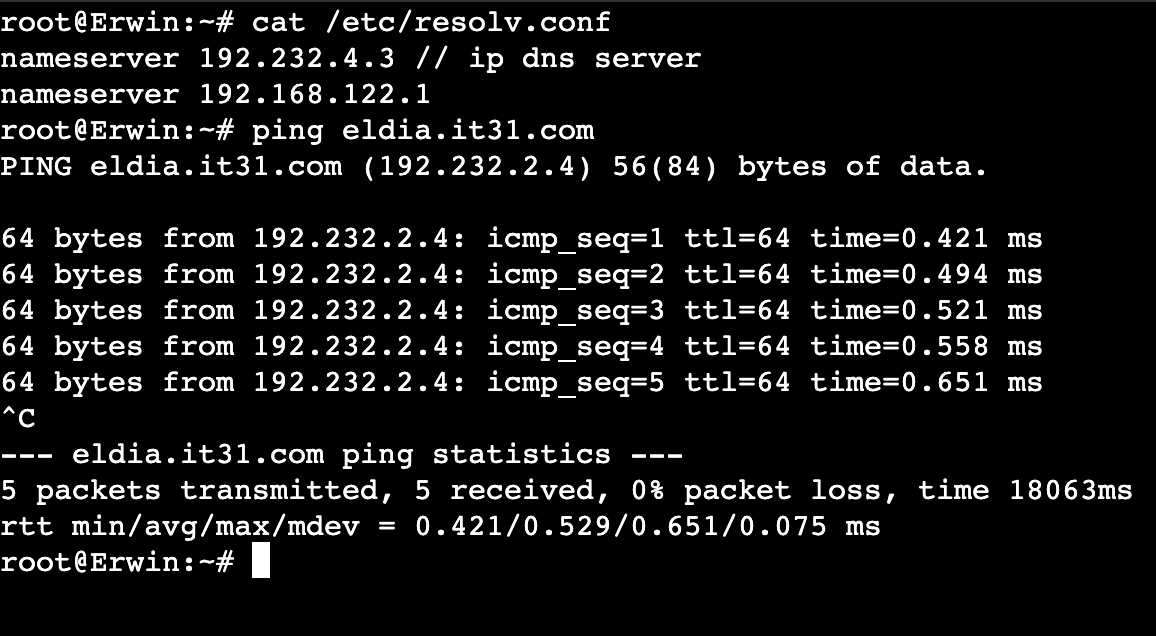 root@Erwin:~# cat /etc/resolv.conf
nameserver 192.232.4.3 // ip dns server
nameserver 192.168.122.1
root@Erwin:~# ping eldia.it31.com
PING eldia.it31.com (192.232.2.4) 56(84) bytes of data.
64 bytes from 192.232.2.4: icmp_seq=1 ttl=64 time=0.421 ms
64 bytes from 192.232.2.4: icmp_seq=2 ttl=64 time=0.494 ms
64 bytes from 192.232.2.4: icmp_seq=3 ttl=64 time=0.521 ms
64 bytes from 192.232.2.4: icmp_seq=4 ttl=64 time=0.558 ms
64 bytes from 192.232.2.4: icmp_seq=5 ttl=64 time=0.651 ms
^C
--- eldia.it31.com ping statistics ---
5 packets transmitted, 5 received, 0% packet loss, time 18063ms
rtt min/avg/max/mdev = 0.421/0.529/0.651/0.075 ms
root@Erwin:~#